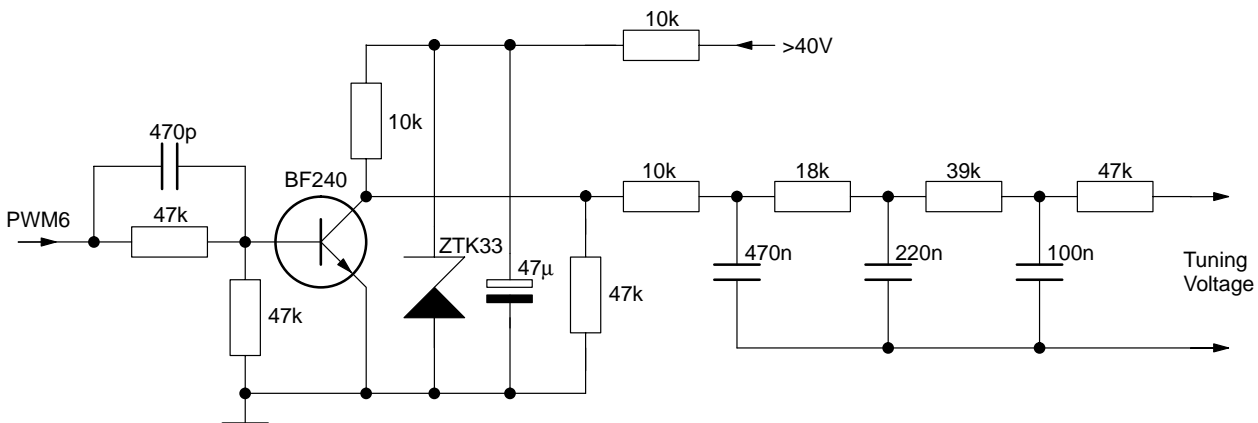 10k
>40V
470p
10k
BF240
10k
18k
39k
47k
PWM6
47k
ZTK33
47μ
470n
220n
100n
Tuning
Voltage
47k
47k